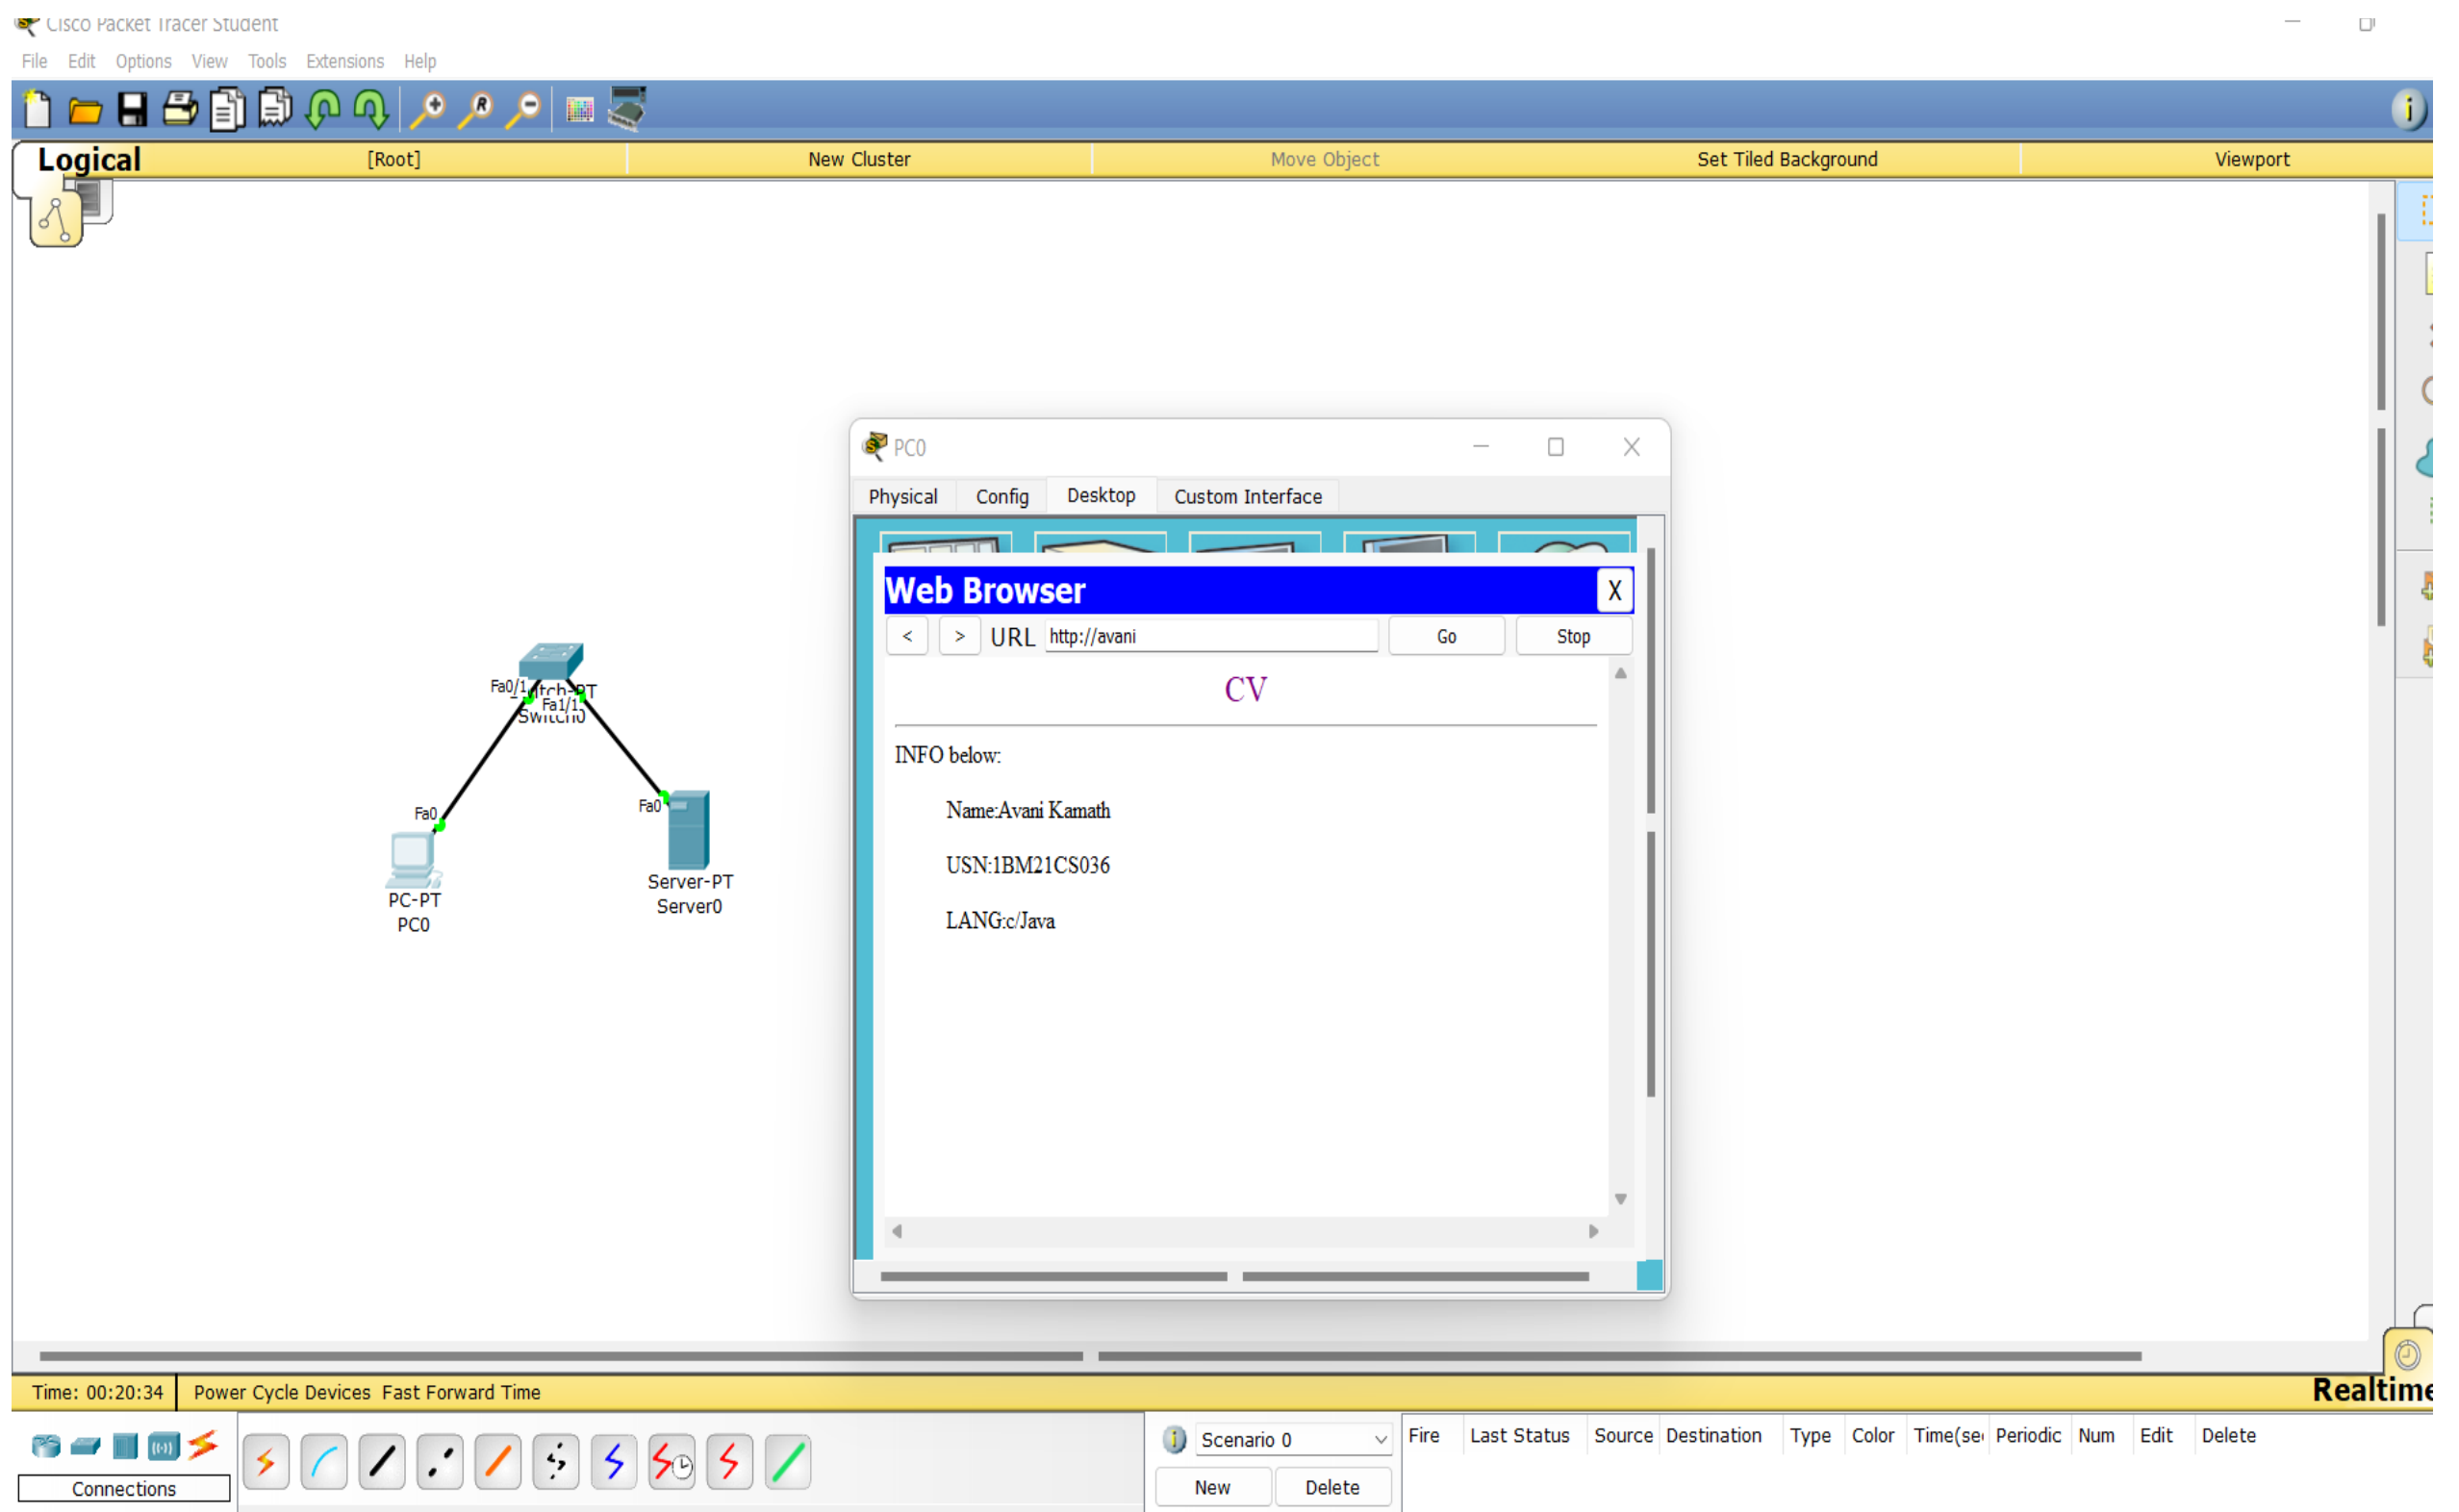 Cisco Packet Tracer Student
File Edit Options View Tools Extensions Help
Logical [Root] New Cluster Move Object Set Tiled Background Viewport
PC0
Physical Config Desktop Custom Interface
Web Browser X
< > URL http://avani Go Stop
CV
INFO below:
Name:Avani Kamath
USN:1BM21CS036
LANG:c/Java
Fa0/1
Fa1/1
Switch0
Fa0
Fa0
PC-PT
PC0
Server-PT
Server0
Time: 00:20:34 Power Cycle Devices Fast Forward Time
Realtime
Scenario 0
New Delete
Fire Last Status Source Destination Type Color Time(sec Periodic Num Edit Delete
Connections